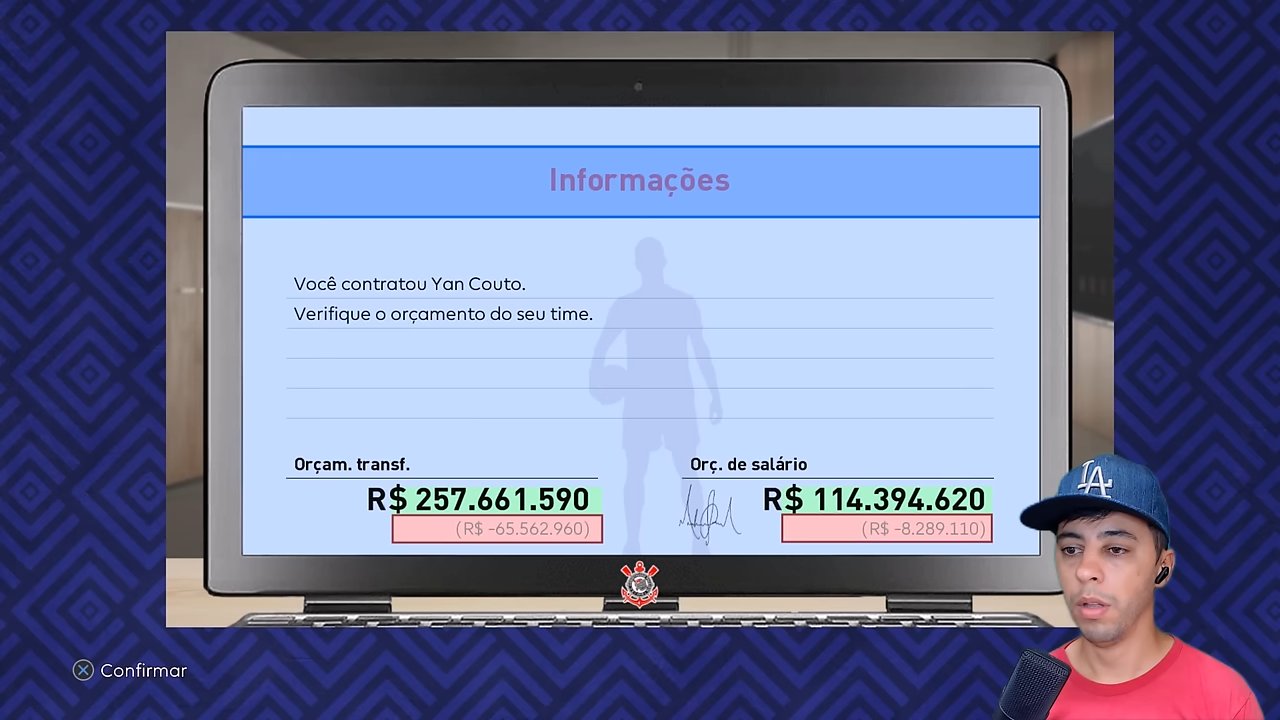 Informações
Você contratou Yan Couto.
Verifique o orçamento do seu time.
Orçam. transf.
R$ 257.661.590
(R$ -65.562.960)
Orç. de salário
R$ 114.394.620
(R$ -8.289.110)
LA
Confirmar